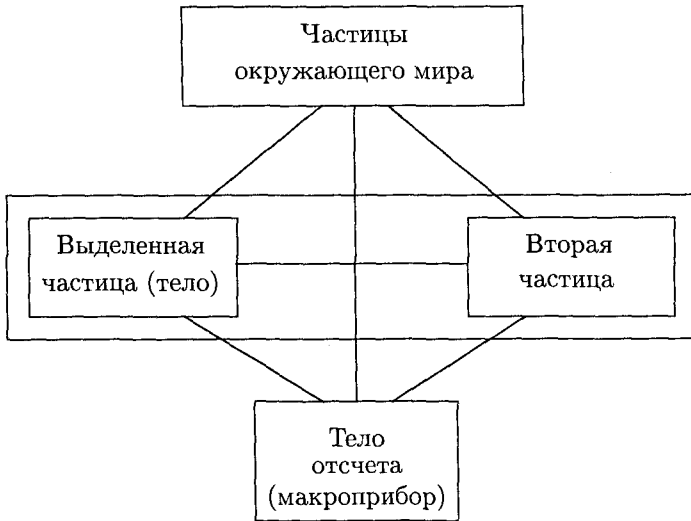 Частицы
окружающего мира
Выделенная
частица (тело)
Вторая
частица
Тело
отсчета
(макроприбор)